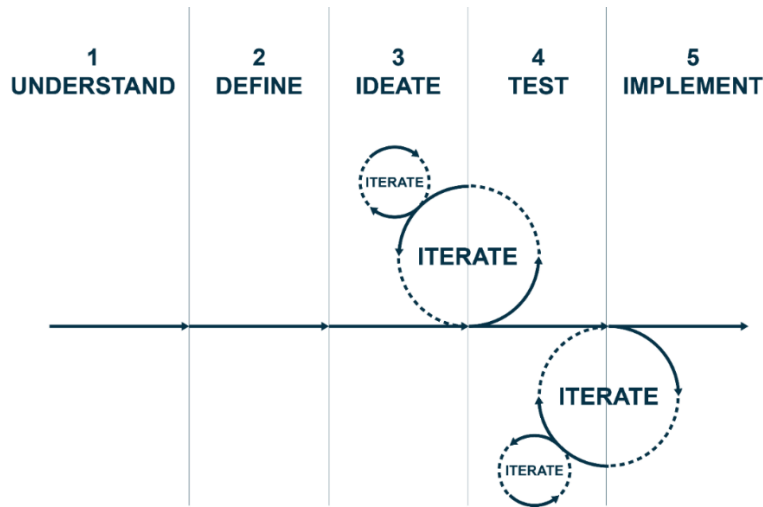 1
UNDERSTAND
2
DEFINE
3
IDEATE
4
TEST
5
IMPLEMENT
ITERATE
ITERATE
ITERATE
ITERATE